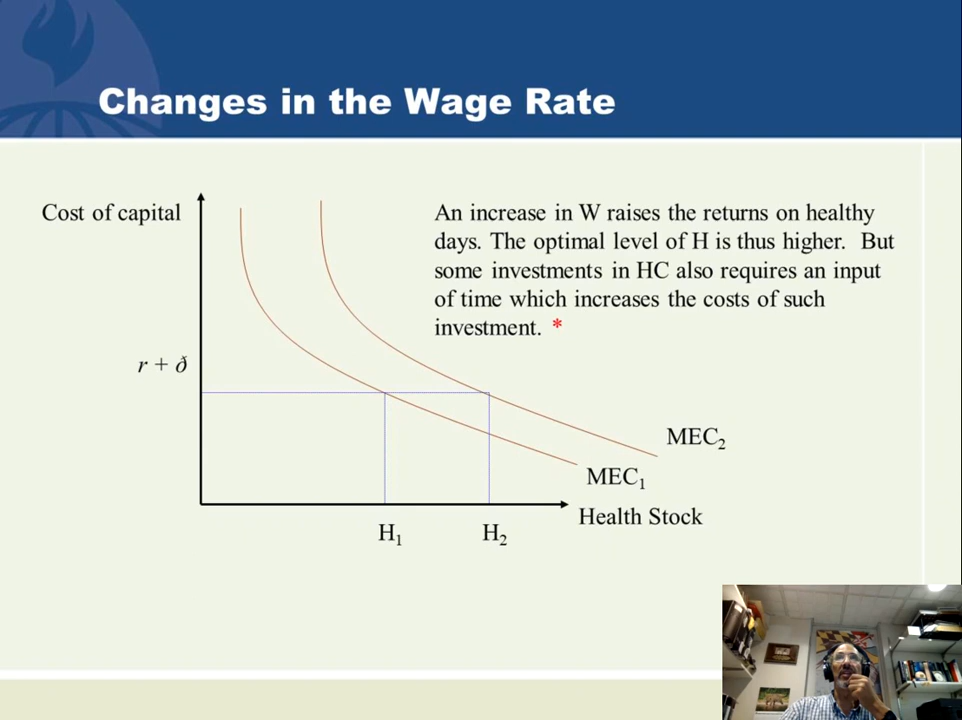 Changes in the Wage Rate
Cost of capital
An increase in W raises the returns on healthy
days. The optimal level of H is thus higher.  But
some investments in HC also requires an input
of time which increases the costs of such
investment. *
r + ð
MEC₂
MEC₁
Health Stock
H₁
H₂